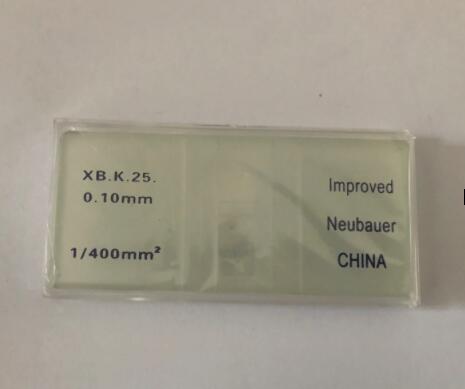 XB.K.25.
0.10mm
1/400mm²
Improved
Neubauer
CHINA